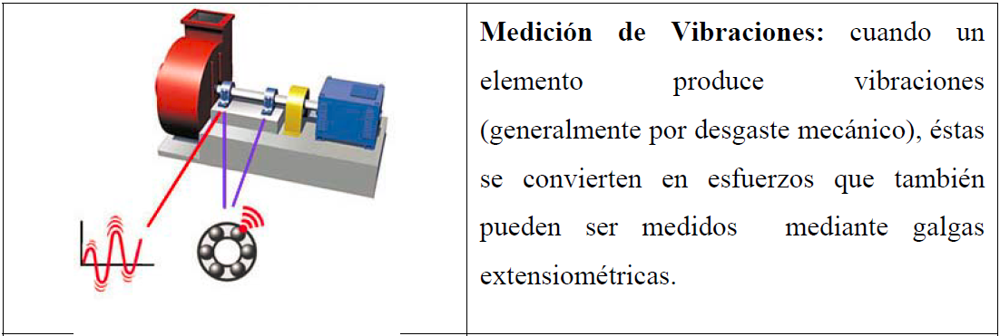 Medición de Vibraciones: cuando un
elemento produce vibraciones
(generalmente por desgaste mecánico), éstas
se convierten en esfuerzos que también
pueden ser medidos mediante galgas
extensiométricas.